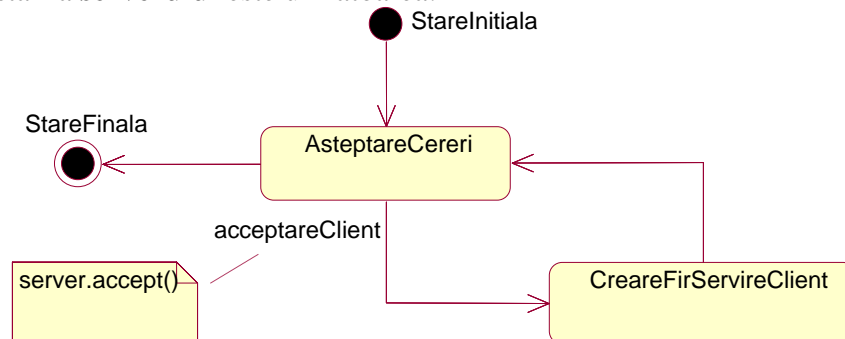 StareInitiala
StareFinala
AsteptareCereri
acceptareClient
server.accept()
CreareFirServireClient